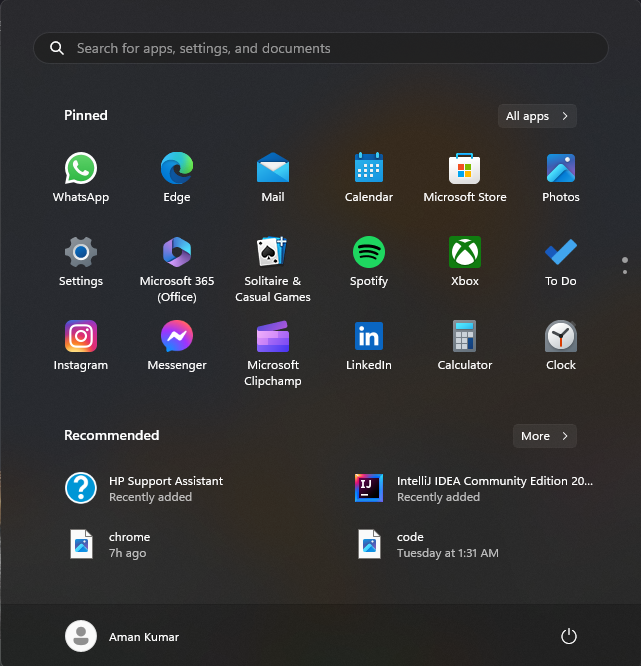 Search for apps, settings, and documents
Pinned
All apps
WhatsApp
Edge
Mail
Calendar
Microsoft Store
Photos
Settings
Microsoft 365
(Office)
Solitaire &
Casual Games
Spotify
Xbox
To Do
Instagram
Messenger
Microsoft
Clipchamp
in
LinkedIn
Calculator
Clock
Recommended
More
?
HP Support Assistant
Recently added
IJ
IntelliJ IDEA Community Edition 20...
Recently added
chrome
7h ago
code
Tuesday at 1:31 AM
Aman Kumar